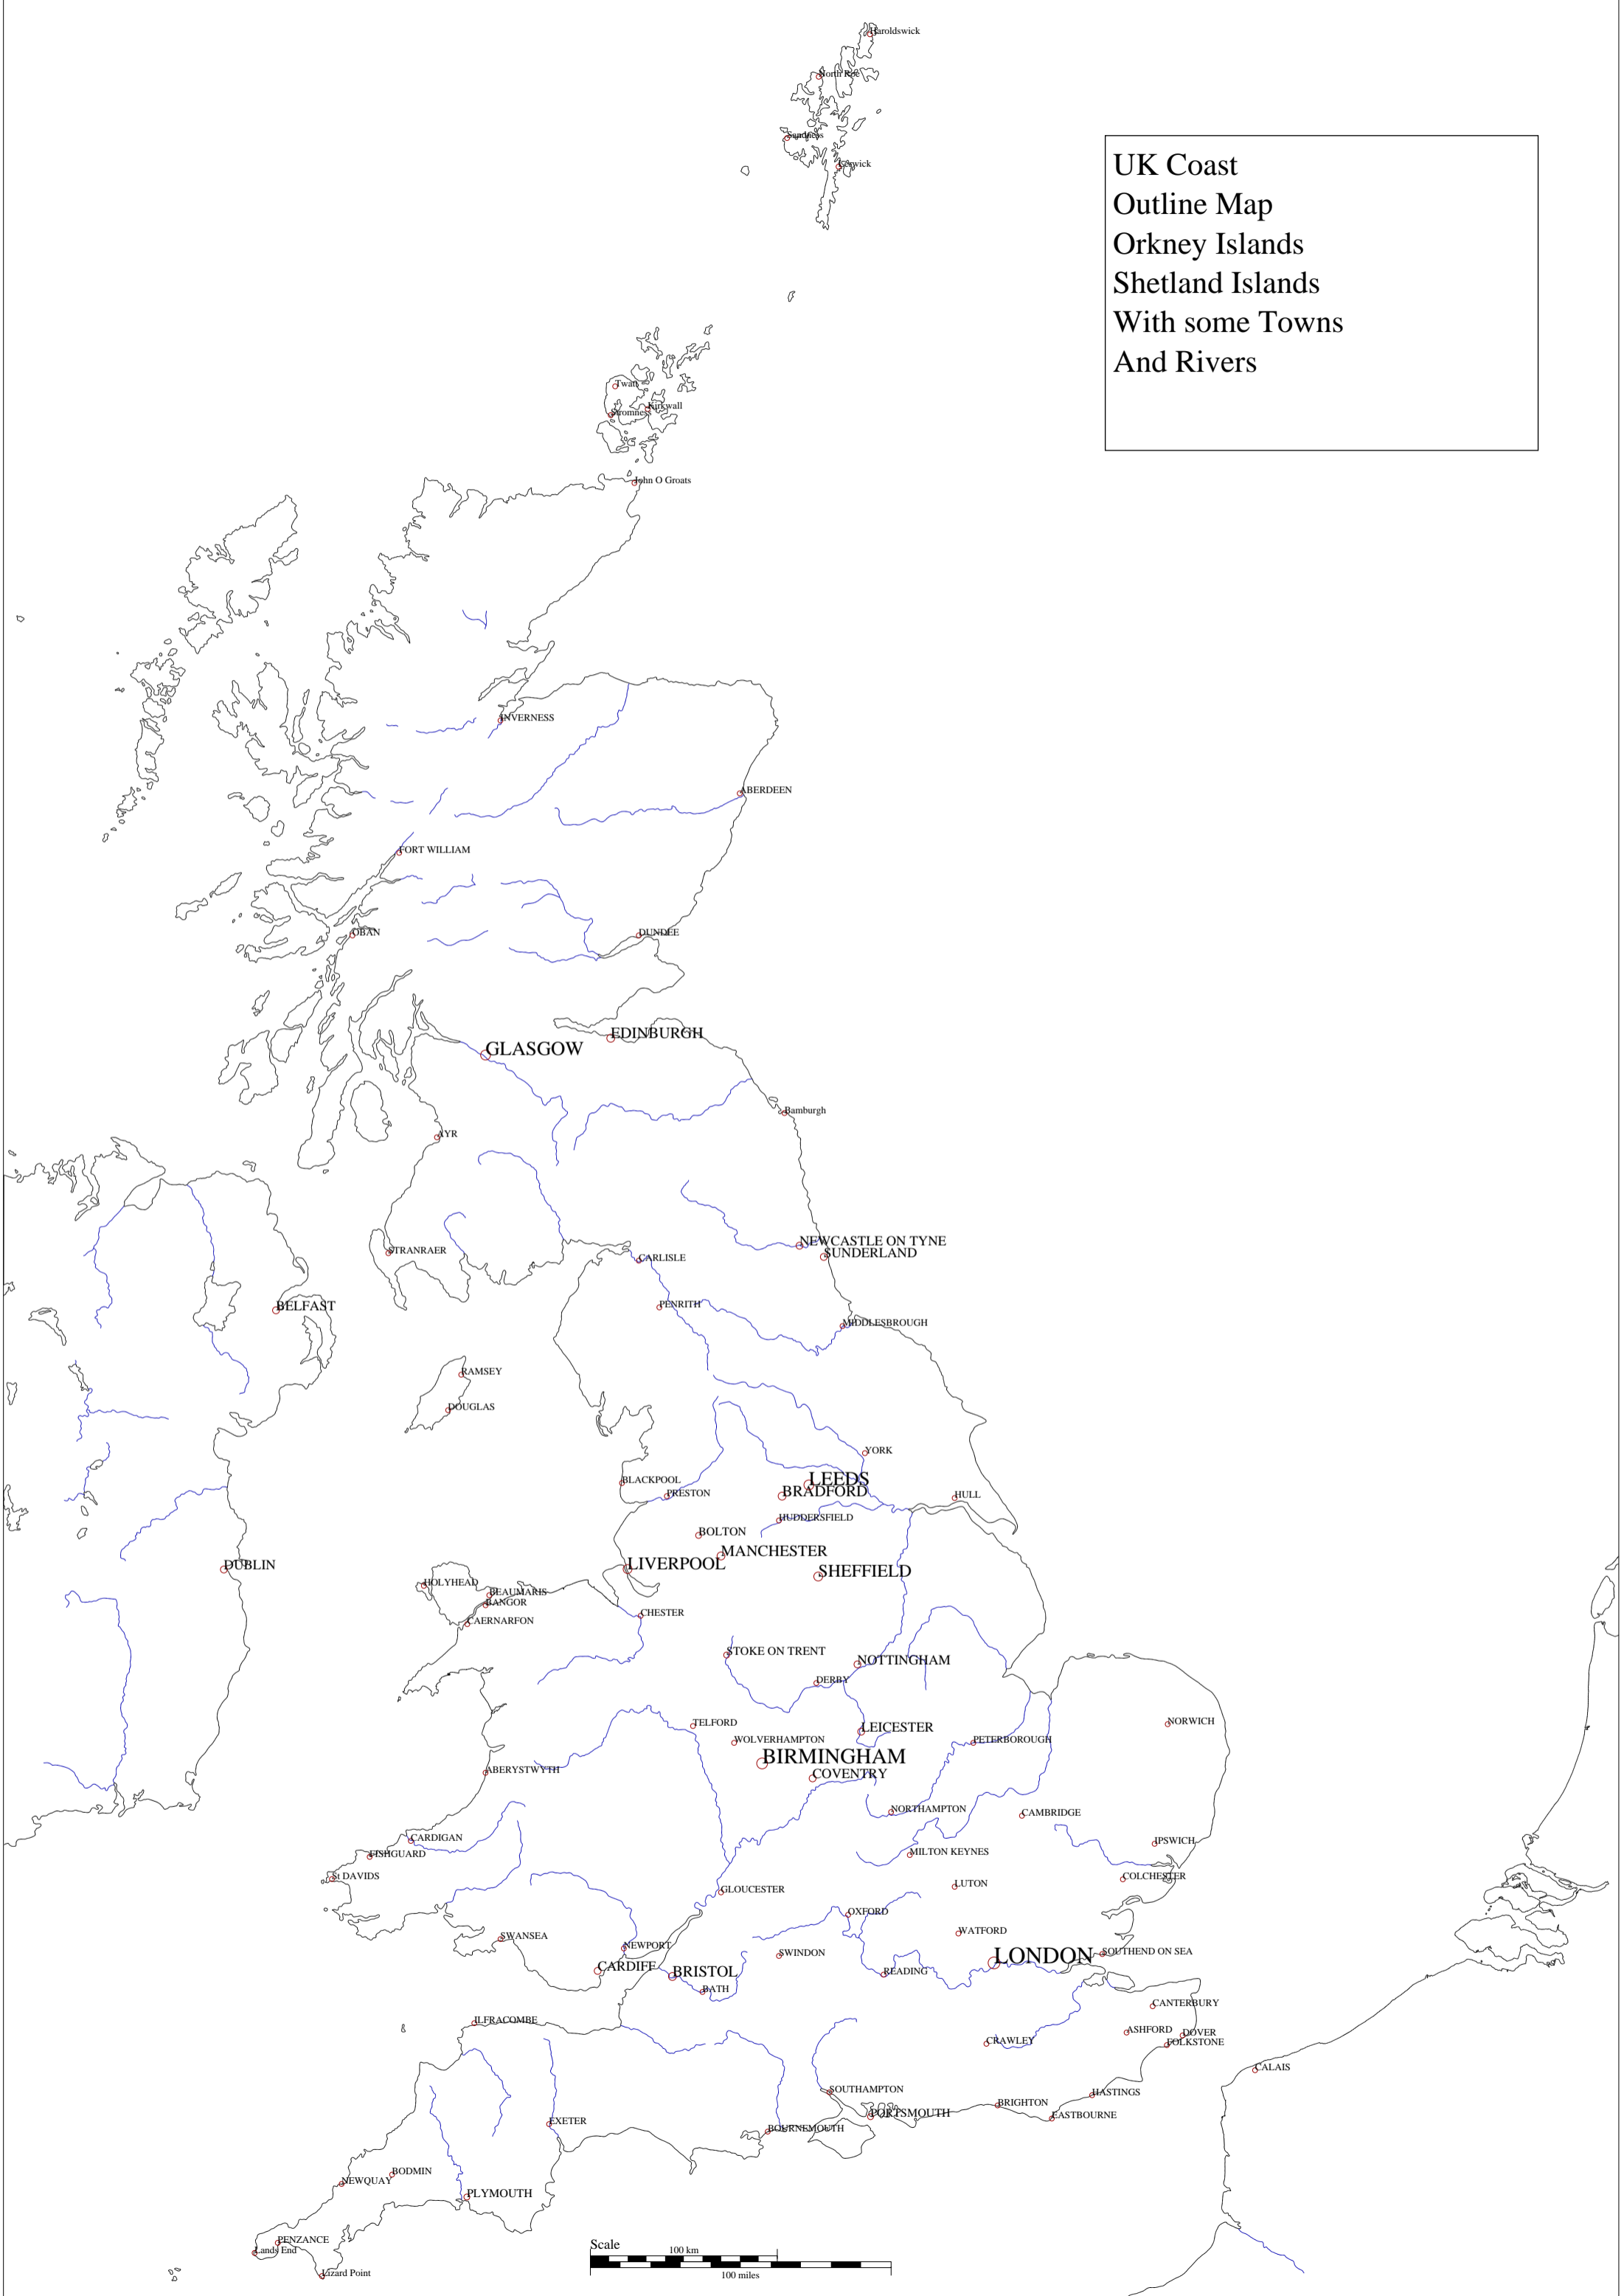 Haroldswick
North Roe
Sandness
Lerwick
UK Coast
Outline Map
Orkney Islands
Shetland Islands
With some Towns
And Rivers
Twatt
Kirkwall
Stromness
John O Groats
INVERNESS
ABERDEEN
FORT WILLIAM
OBAN
DUNDEE
EDINBURGH
GLASGOW
Bamburgh
AYR
NEWCASTLE ON TYNE
STRANRAER
SUNDERLAND
CARLISLE
PENRITH
BELFAST
MIDDLESBROUGH
RAMSEY
DOUGLAS
YORK
BLACKPOOL
LEEDS
PRESTON
BRADFORD
HULL
HUDDERSFIELD
BOLTON
MANCHESTER
DUBLIN
LIVERPOOL
SHEFFIELD
HOLYHEAD
BEAUMARIS
BANGOR
CHESTER
CAERNARFON
STOKE ON TRENT
NOTTINGHAM
DERBY
TELFORD
LEICESTER
NORWICH
WOLVERHAMPTON
PETERBOROUGH
BIRMINGHAM
ABERYSTWYTH
COVENTRY
NORTHAMPTON
CAMBRIDGE
CARDIGAN
IPSWICH
FISHGUARD
MILTON KEYNES
St DAVIDS
COLCHESTER
LUTON
GLOUCESTER
OXFORD
WATFORD
SWANSEA
NEWPORT
SWINDON
LONDON
SOUTHEND ON SEA
CARDIFF
BRISTOL
READING
BATH
CANTERBURY
ILFRACOMBE
ASHFORD
DOVER
CRAWLEY
FOLKSTONE
CALAIS
SOUTHAMPTON
HASTINGS
BRIGHTON
PORTSMOUTH
EASTBOURNE
EXETER
BOURNEMOUTH
BODMIN
NEWQUAY
PLYMOUTH
PENZANCE
Lands End
Lizard Point
Scale
100 km
100 miles